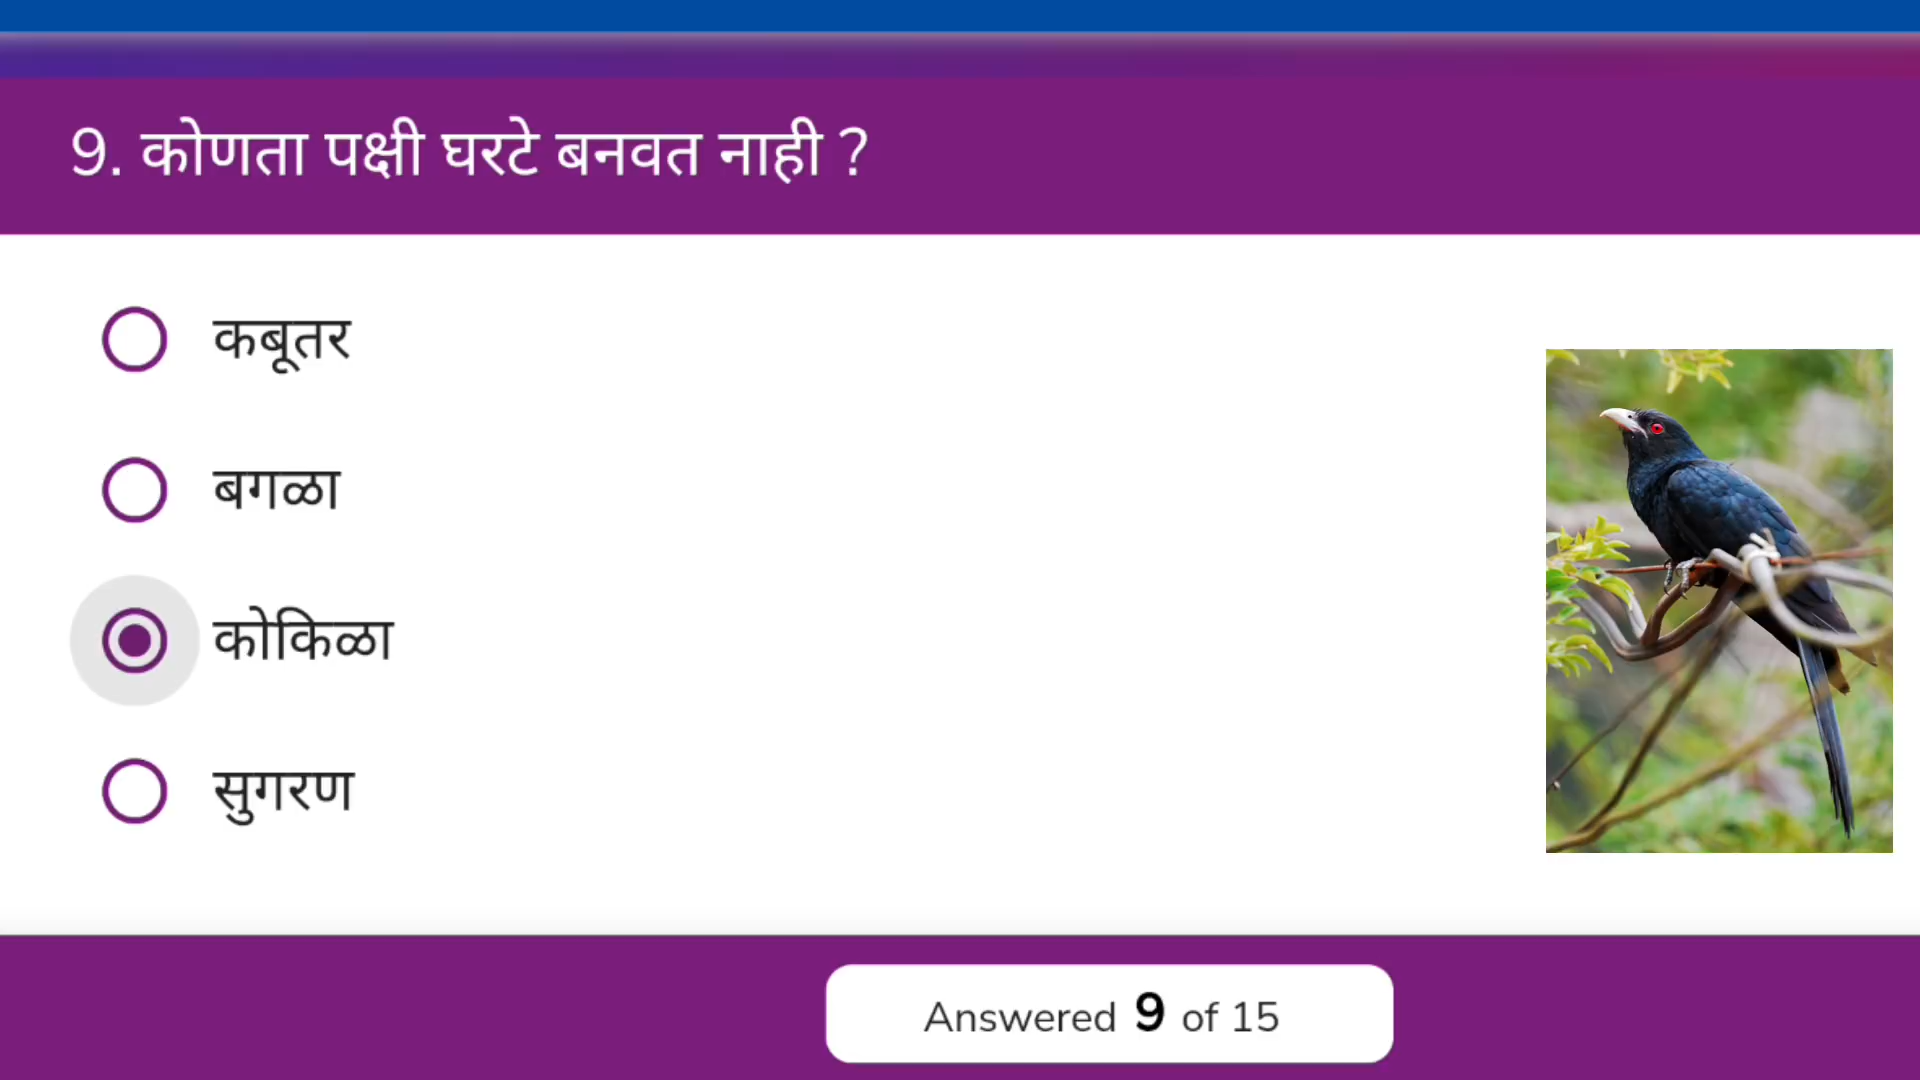 9. कोणता पक्षी घरटे बनवत नाही ?
कबूतर
बगळा
कोकिळा
सुगरण
Answered 9 of 15